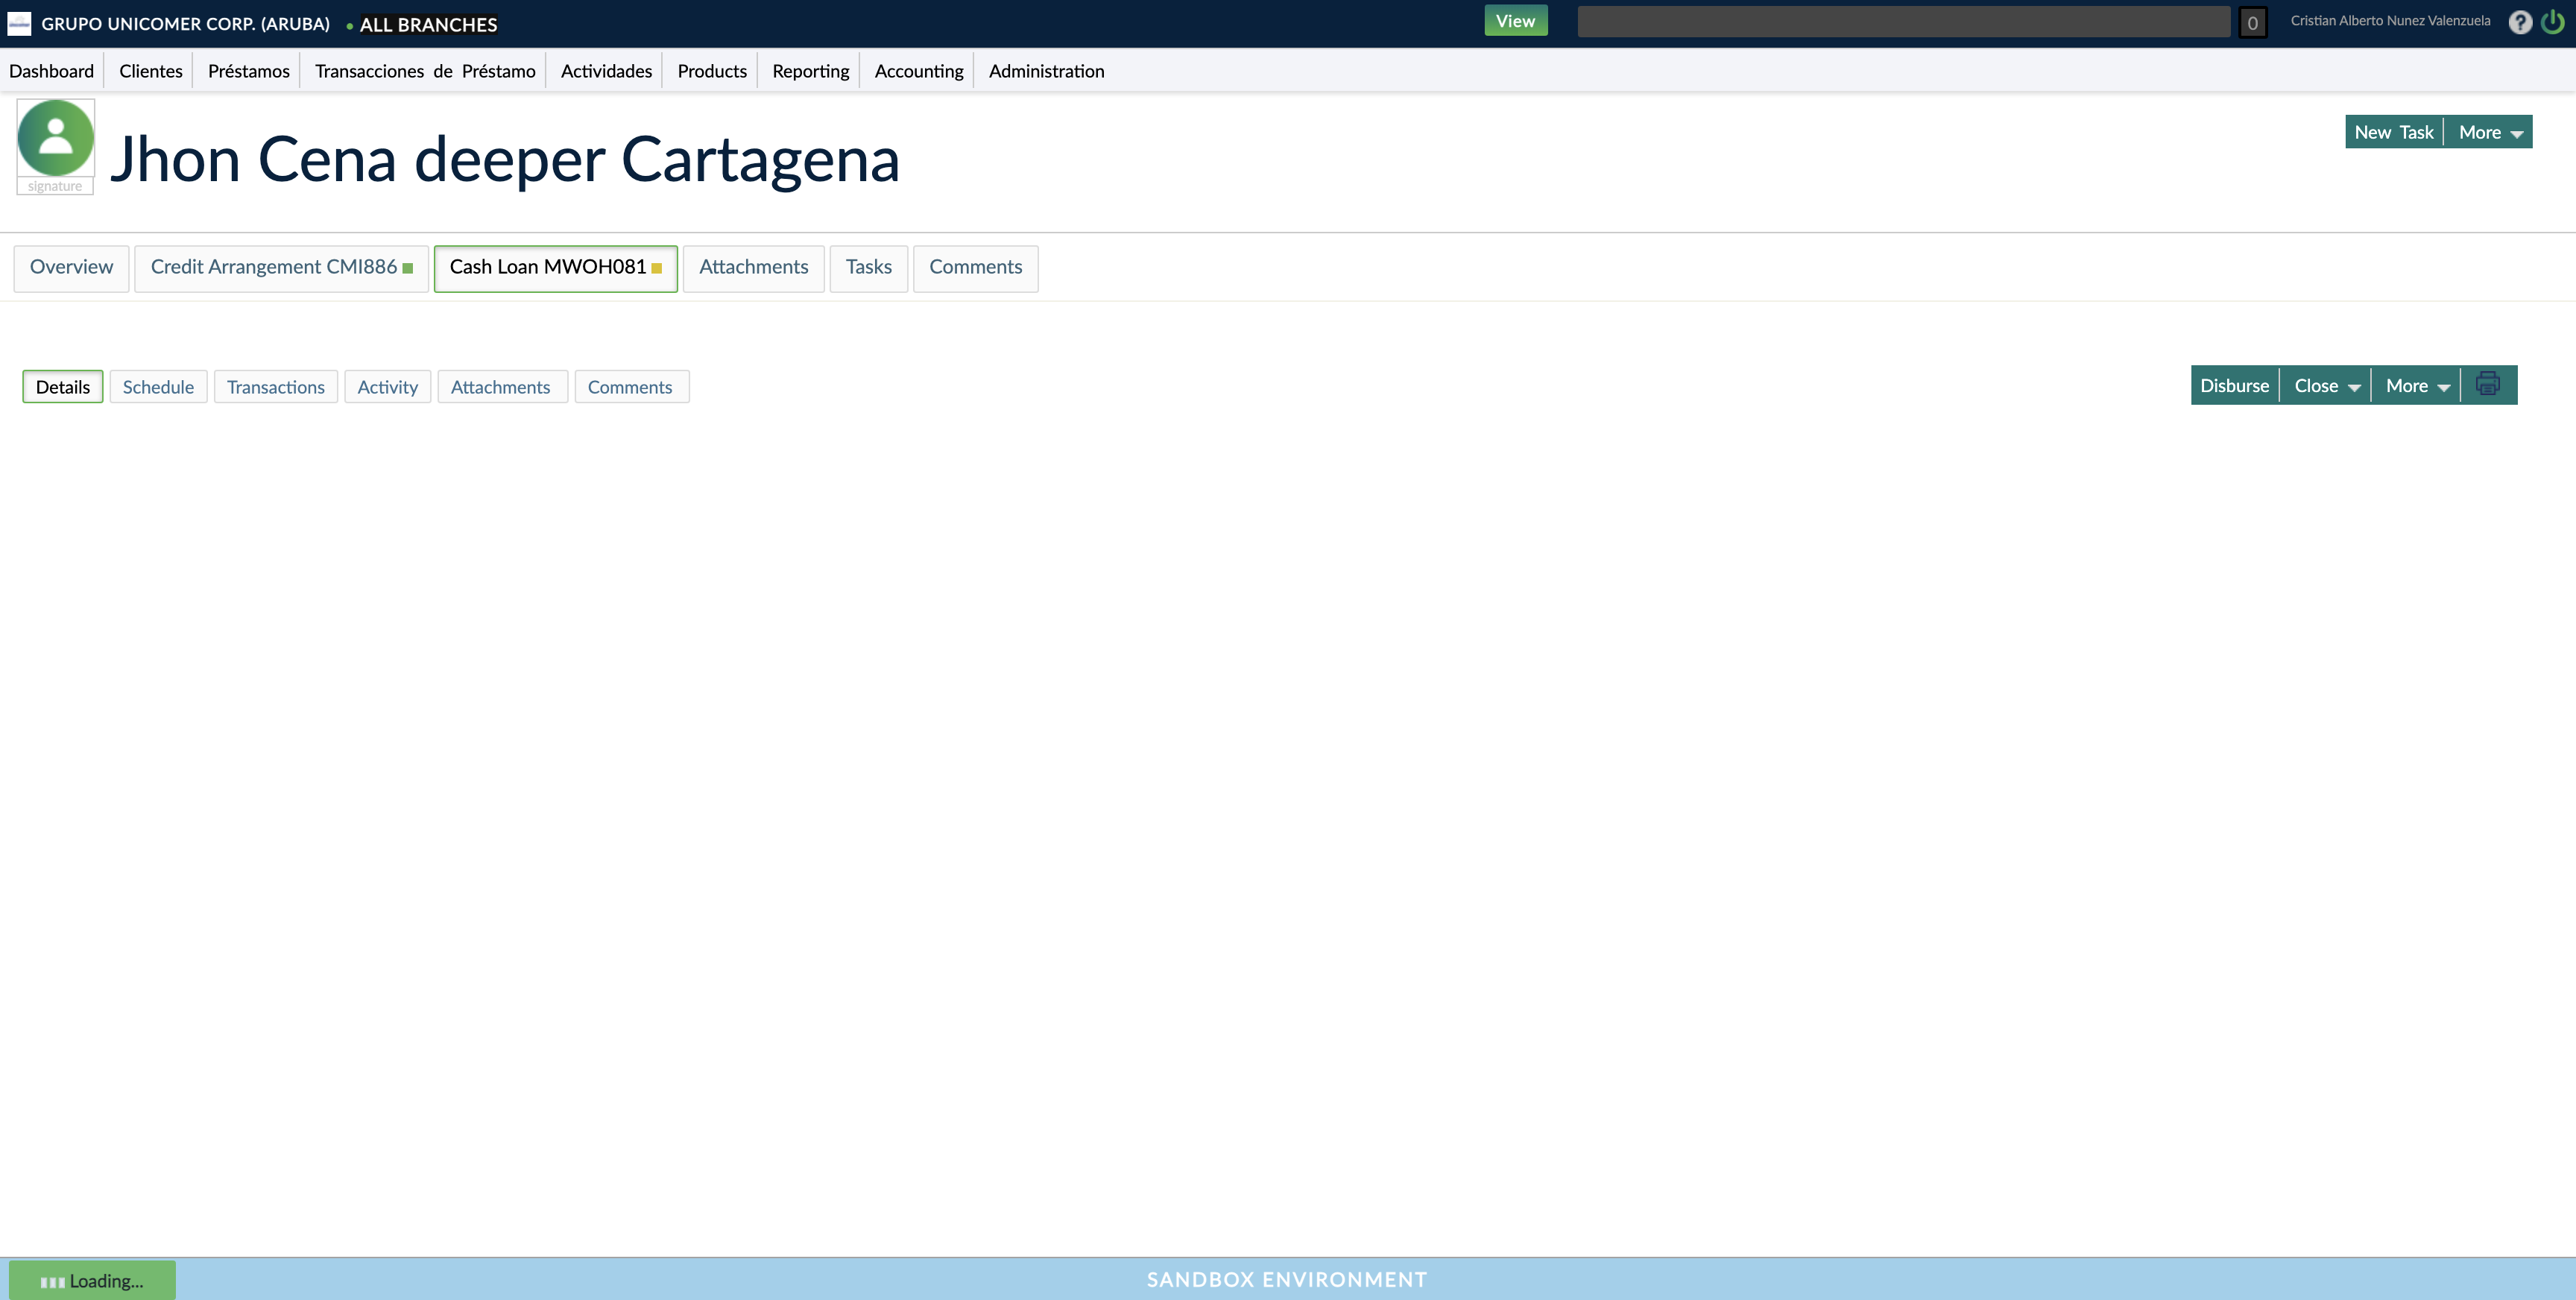 GRUPO UNICOMER CORP. (ARUBA) • ALL BRANCHES View 0 Cristian Alberto Nunez Valenzuela ?
Dashboard Clientes Préstamos Transacciones de Préstamo Actividades Products Reporting Accounting Administration
signature
Jhon Cena deeper Cartagena
New Task More
Overview Credit Arrangement CMI886 Cash Loan MWOH081 Attachments Tasks Comments
Details Schedule Transactions Activity Attachments Comments Disburse Close More
Loading... SANDBOX ENVIRONMENT